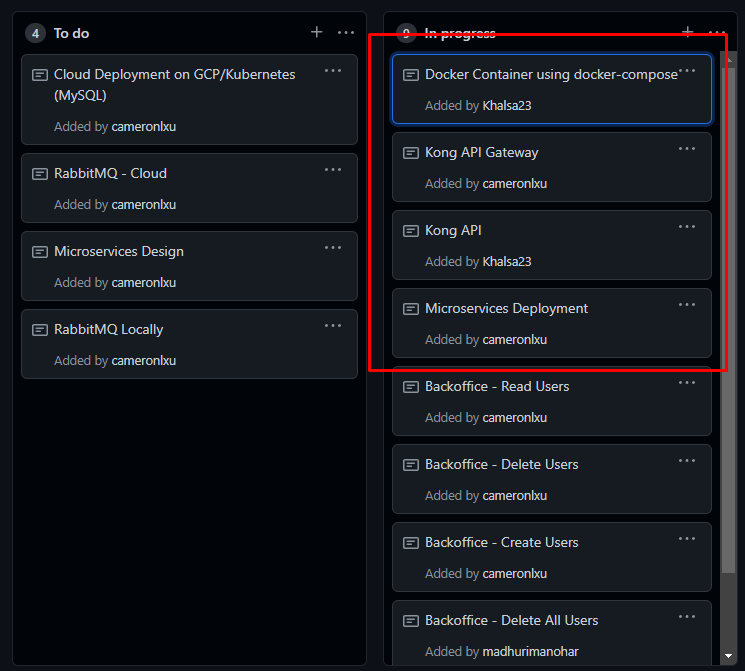 4 To do
Cloud Deployment on GCP/Kubernetes
(MySQL)
Added by cameronlxu
RabbitMQ - Cloud
Added by cameronlxu
Microservices Design
Added by cameronlxu
RabbitMQ Locally
Added by cameronlxu
9 In progress
Docker Container using docker-compose
Added by Khalsa23
Kong API Gateway
Added by cameronlxu
Kong API
Added by Khalsa23
Microservices Deployment
Added by cameronlxu
Backoffice - Read Users
Added by cameronlxu
Backoffice - Delete Users
Added by cameronlxu
Backoffice - Create Users
Added by cameronlxu
Backoffice - Delete All Users
Added by madhurimanohar